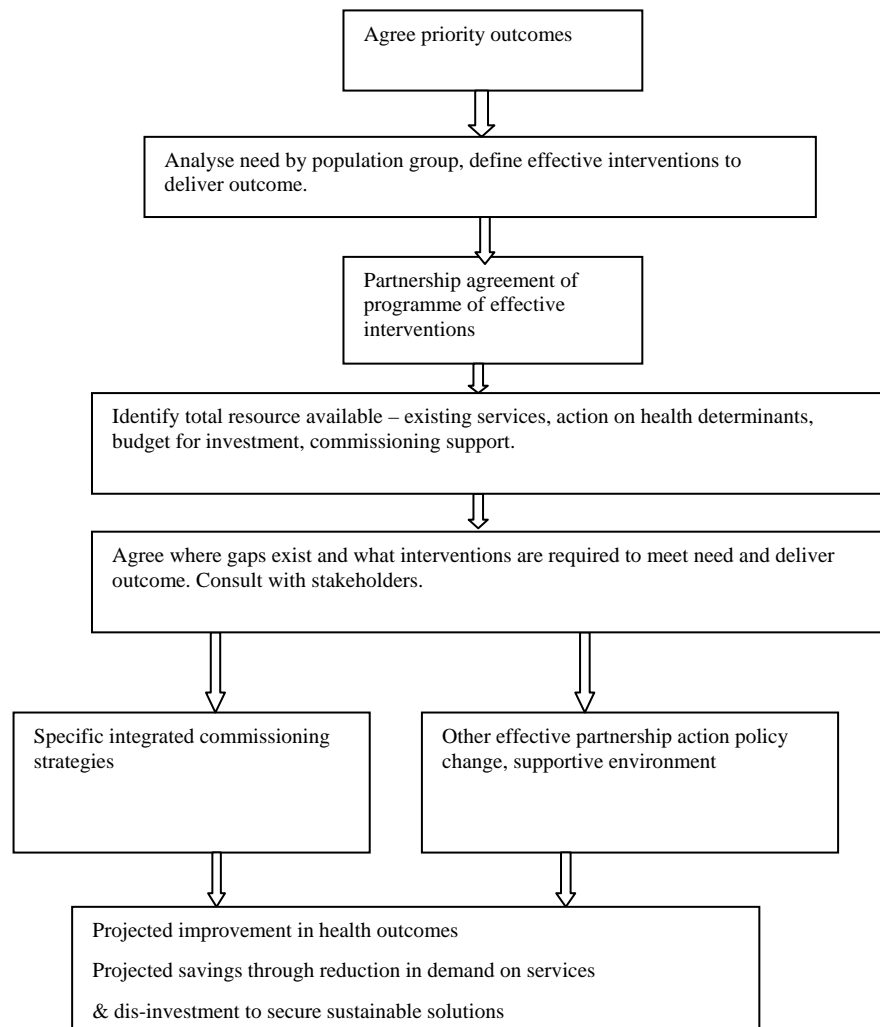 Agree priority outcomes
Analyse need by population group, define effective interventions to
deliver outcome.
Partnership agreement of
programme of effective
interventions
Identify total resource available – existing services, action on health determinants,
budget for investment, commissioning support.
Agree where gaps exist and what interventions are required to meet need and deliver
outcome. Consult with stakeholders.
Specific integrated commissioning
strategies
Other effective partnership action policy
change, supportive environment
Projected improvement in health outcomes
Projected savings through reduction in demand on services
& dis-investment to secure sustainable solutions